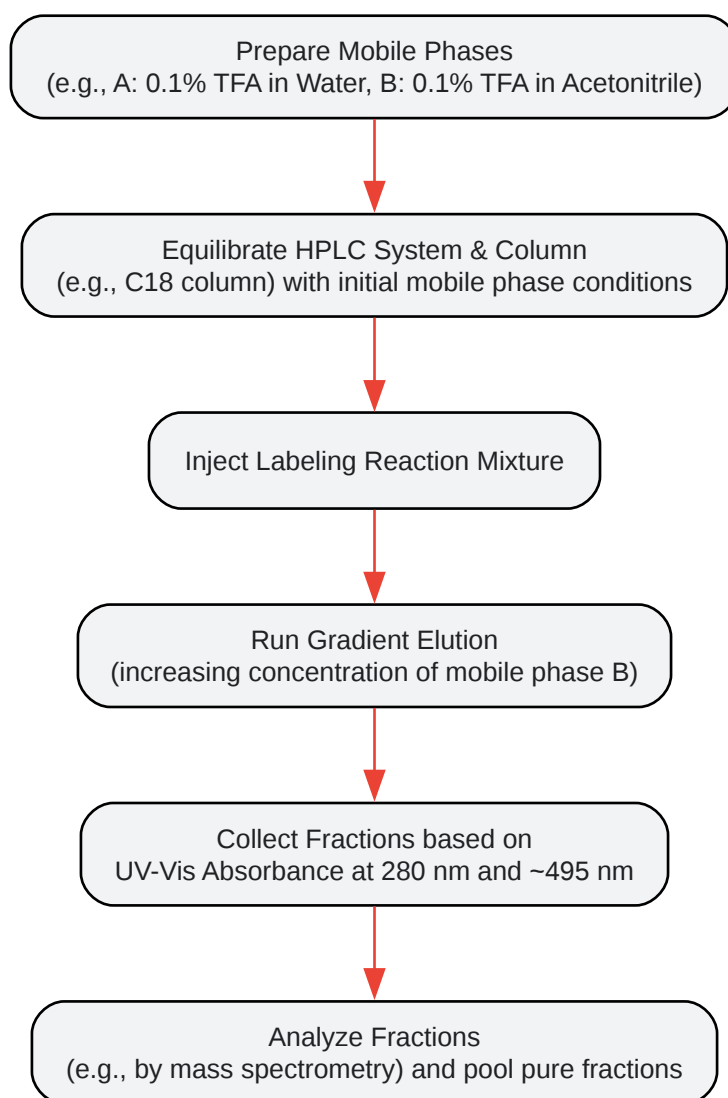 Prepare Mobile Phases
(e.g., A: 0.1% TFA in Water, B: 0.1% TFA in Acetonitrile)
Equilibrate HPLC System & Column
(e.g., C18 column) with initial mobile phase conditions
Inject Labeling Reaction Mixture
Run Gradient Elution
(increasing concentration of mobile phase B)
Collect Fractions based on
UV-Vis Absorbance at 280 nm and ~495 nm
Analyze Fractions
(e.g., by mass spectrometry) and pool pure fractions